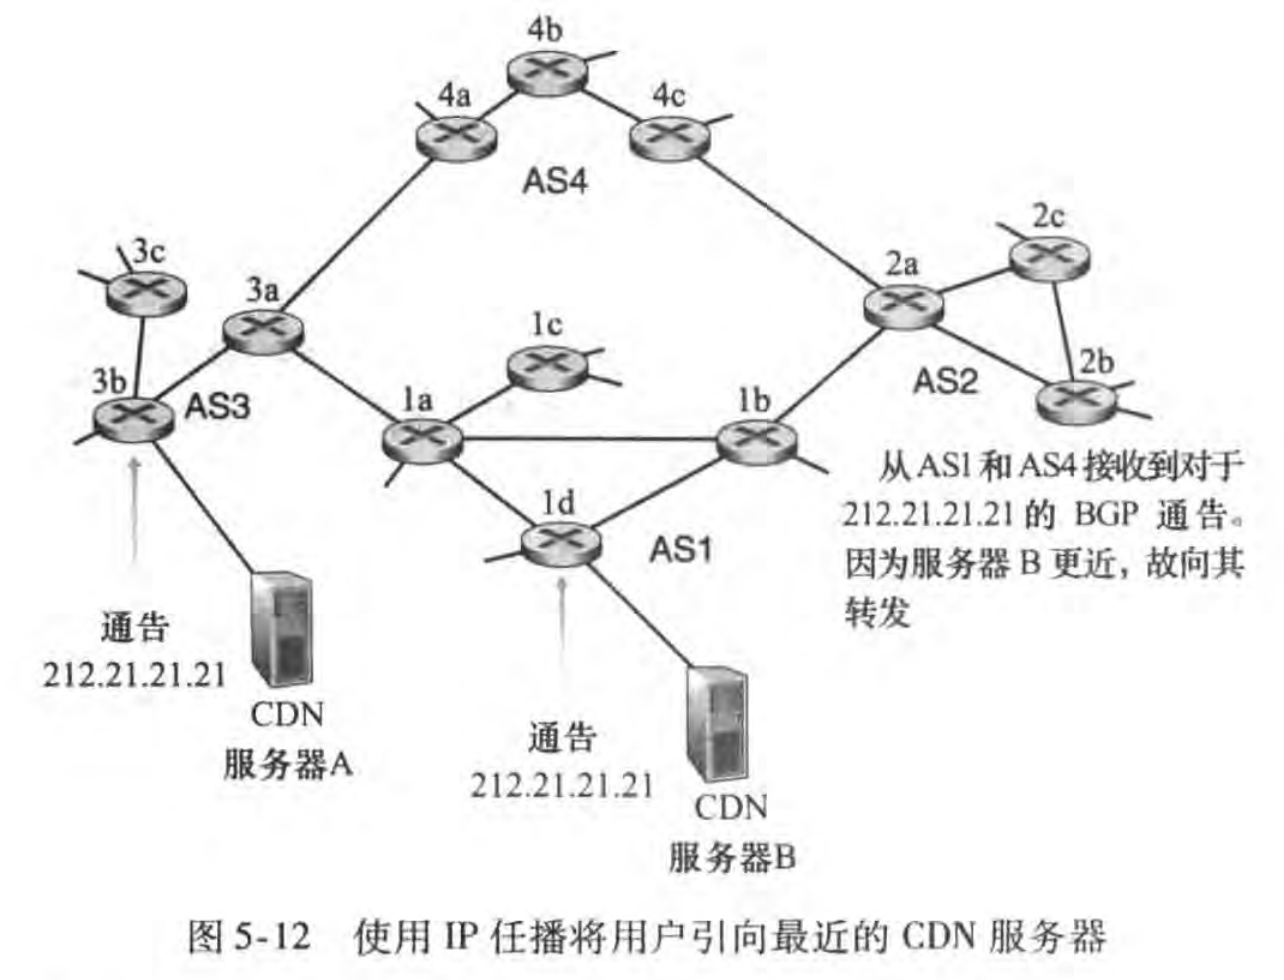 4b
4a
4c
AS4
2c
3c
2a
3a
1c
3b
AS3
1a
1b
AS2
2b
从AS1和AS4接收到对于
212.21.21.21的 BGP 通告。
因为服务器 B 更近，故向其
转发
1d
AS1
通告
212.21.21.21
CDN
服务器A
通告
212.21.21.21
CDN
服务器B
图 5-12 使用 IP 任播将用户引向最近的 CDN 服务器